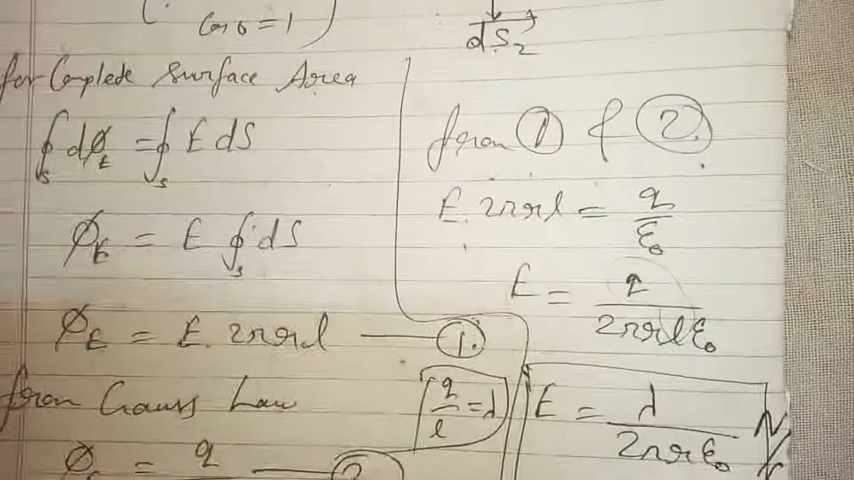 Cos θ = 1 )
dS₂
for Complete Surface Area
∮ₛ dϕ_E = ∮ₛ E dS
ϕ_E = E ∮ₛ dS
ϕ_E = E. 2πrl —— ①.
from Gauss Law
ϕ_E = q —— ②
from ① & ②.
E. 2πrl = q/ε₀
E = q/2πrlε₀
q/l = λ
E = λ/2πrε₀